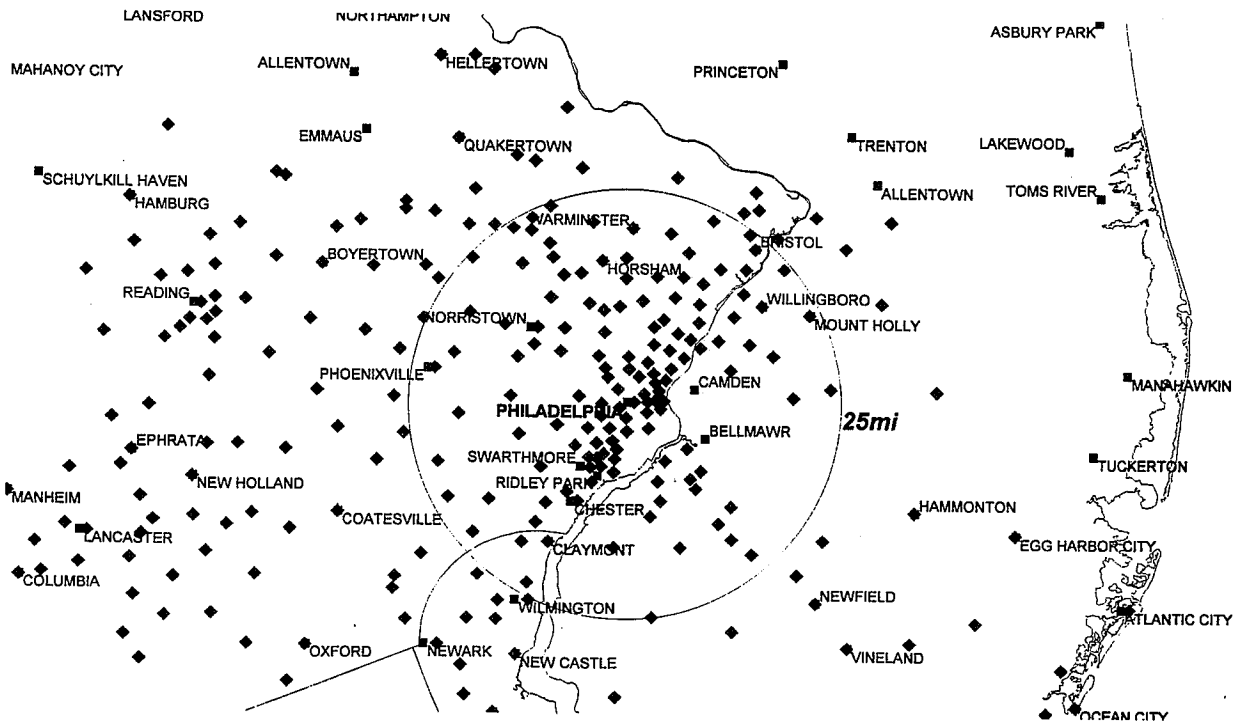 LANSFORD
NORTHAMPTON
ASBURY PARK
MAHANOY CITY
ALLENTOWN
HELLERTOWN
PRINCETON
EMMAUS
QUAKERTOWN
TRENTON
LAKEWOOD
SCHUYLKILL HAVEN
HAMBURG
ALLENTOWN
TOMS RIVER
WARMINSTER
BRISTOL
BOYERTOWN
HORSHAM
READING
WILLINGBORO
NORRISTOWN
MOUNT HOLLY
PHOENIXVILLE
CAMDEN
MANAHAWKIN
PHILADELPHIA
25mi
EPHRATA
BELLMAWR
SWARTHMORE
TUCKERTON
NEW HOLLAND
RIDLEY PARK
MANHEIM
COATESVILLE
CHESTER
HAMMONTON
LANCASTER
CLAYMONT
EGG HARBOR CITY
COLUMBIA
WILMINGTON
NEWFIELD
ATLANTIC CITY
OXFORD
NEWARK
NEW CASTLE
VINELAND
OCEAN CITY